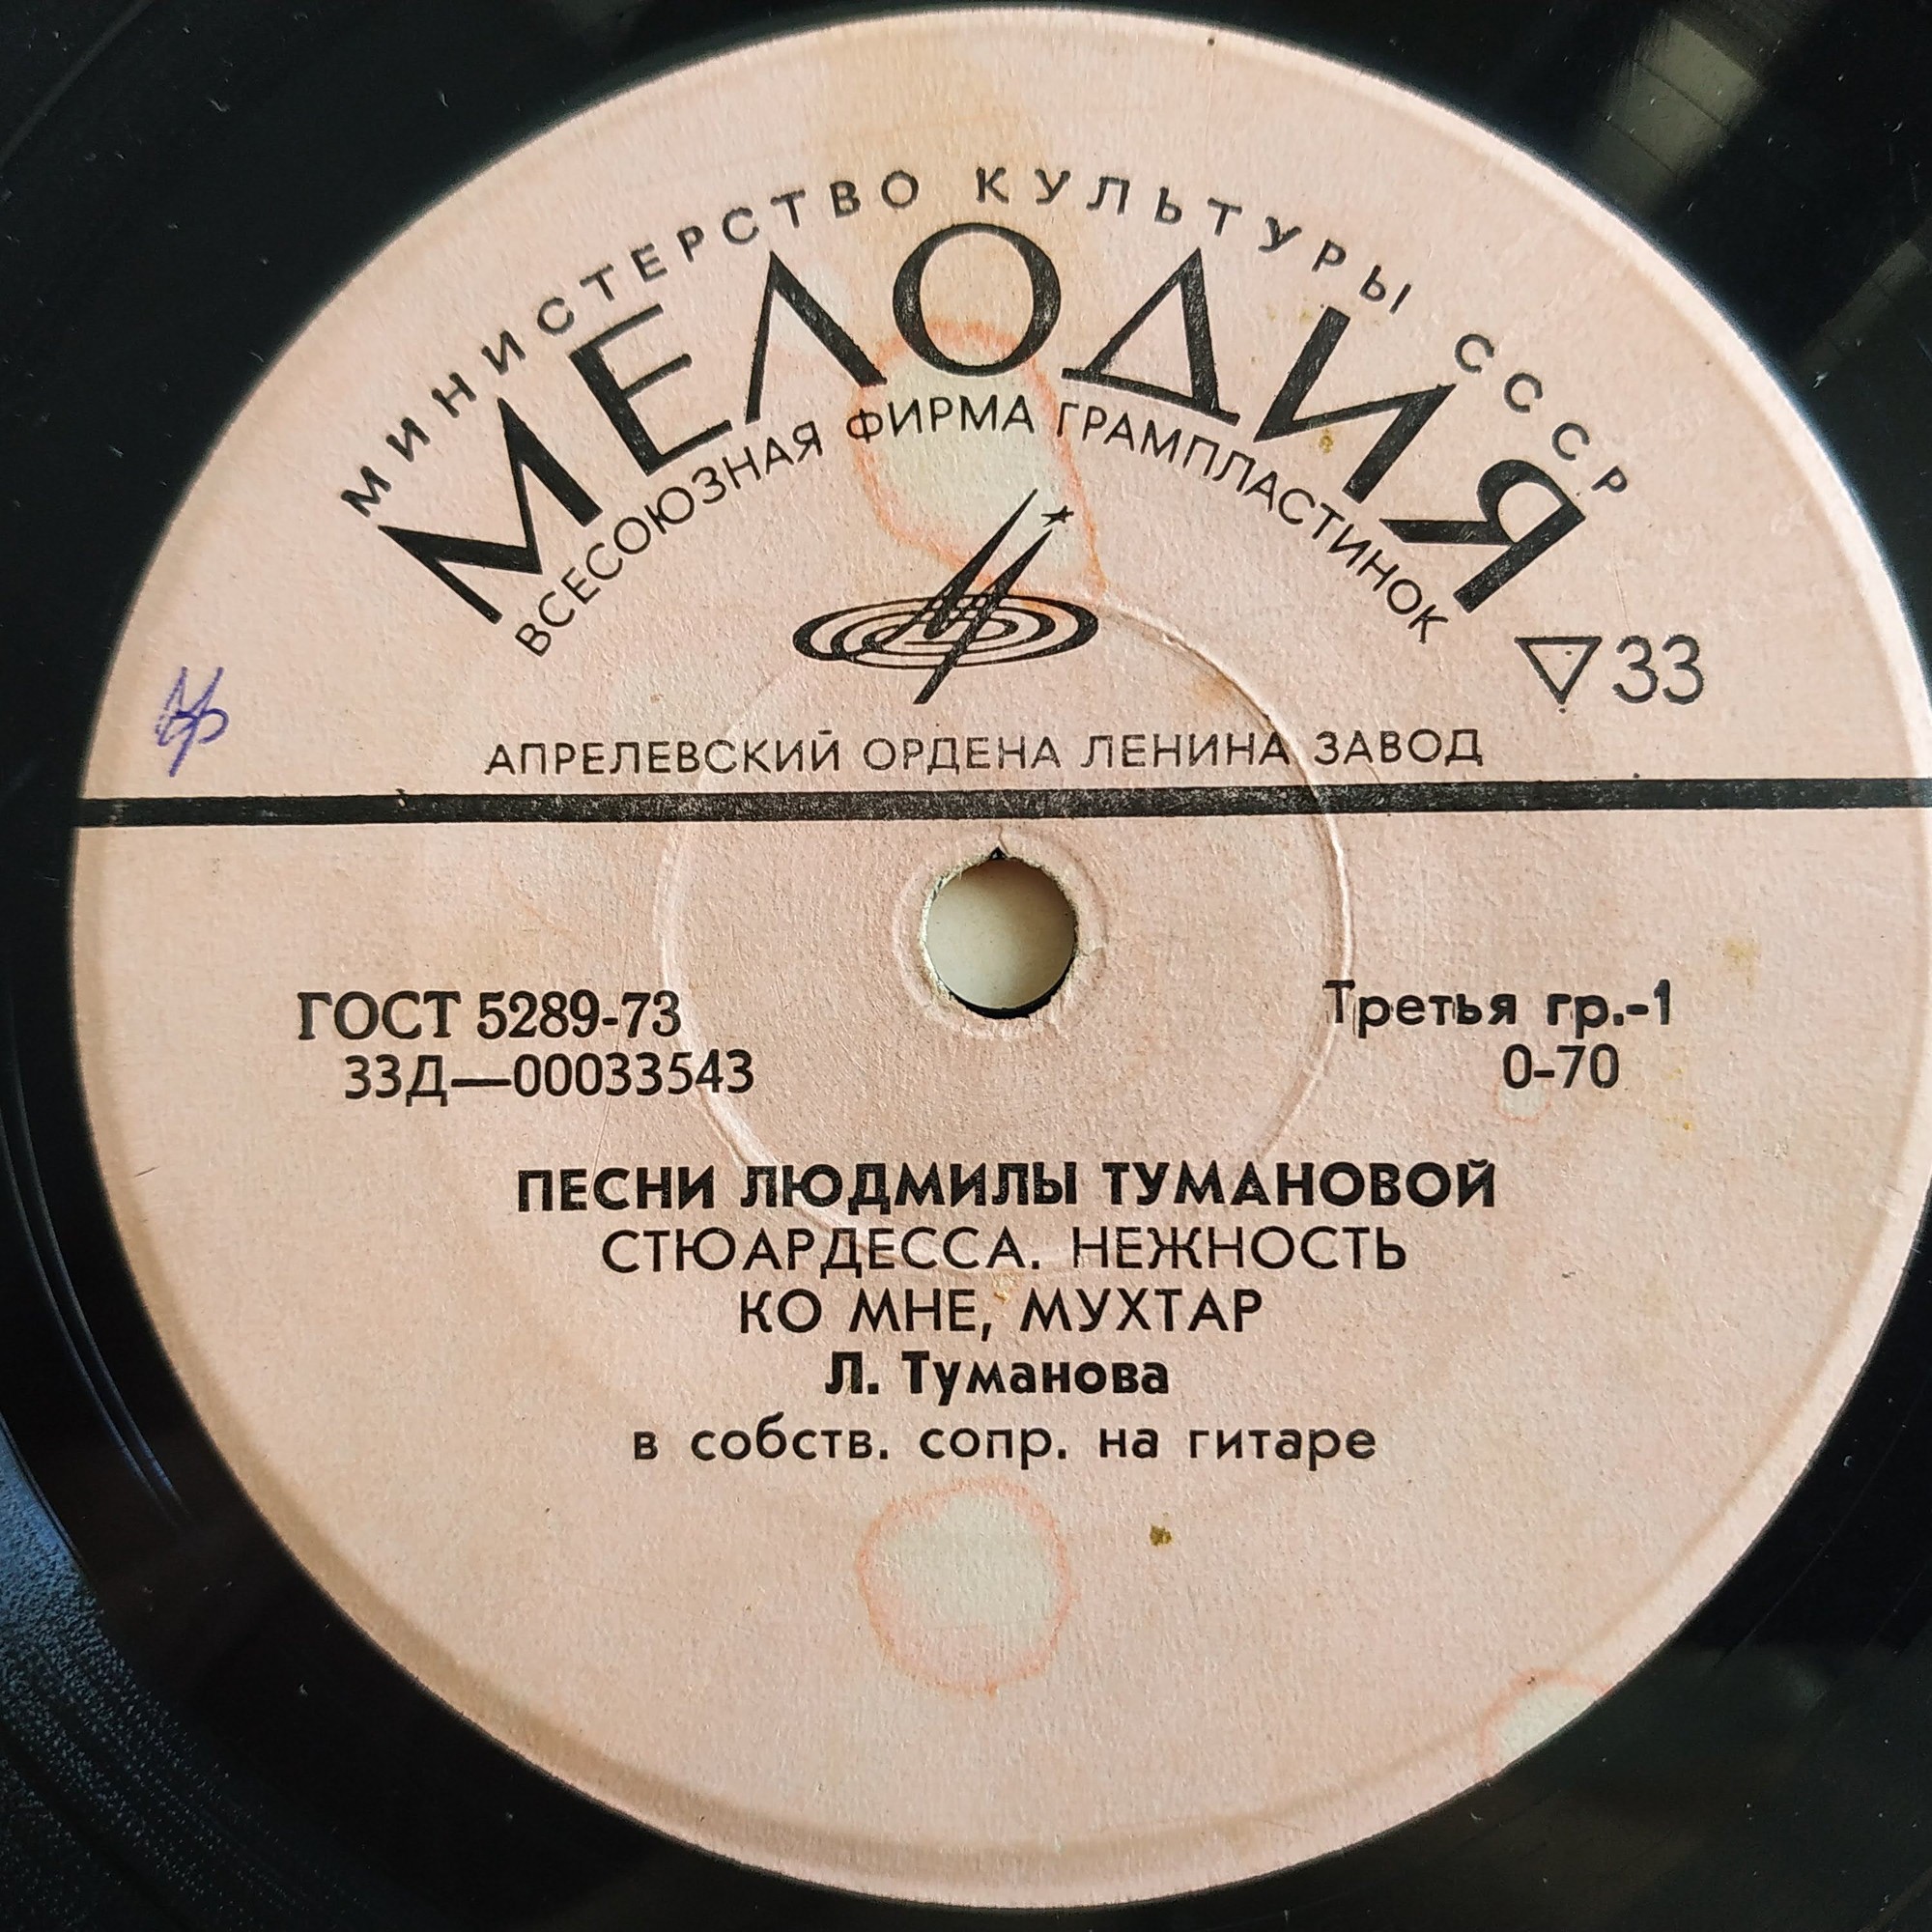 МИНИСТЕРСТВО КУЛЬТУРЫ СССР
МЕЛОДИЯ
ВСЕСОЮЗНАЯ ФИРМА ГРАМПЛАСТИНОК
▽33
АПРЕЛЕВСКИЙ ОРДЕНА ЛЕНИНА ЗАВОД
ГОСТ 5289-73
33Д—00033543
Третья гр.-1
0-70
ПЕСНИ ЛЮДМИЛЫ ТУМАНОВОЙ
СТЮАРДЕССА. НЕЖНОСТЬ
КО МНЕ, МУХТАР
Л. Туманова
в собств. сопр. на гитаре